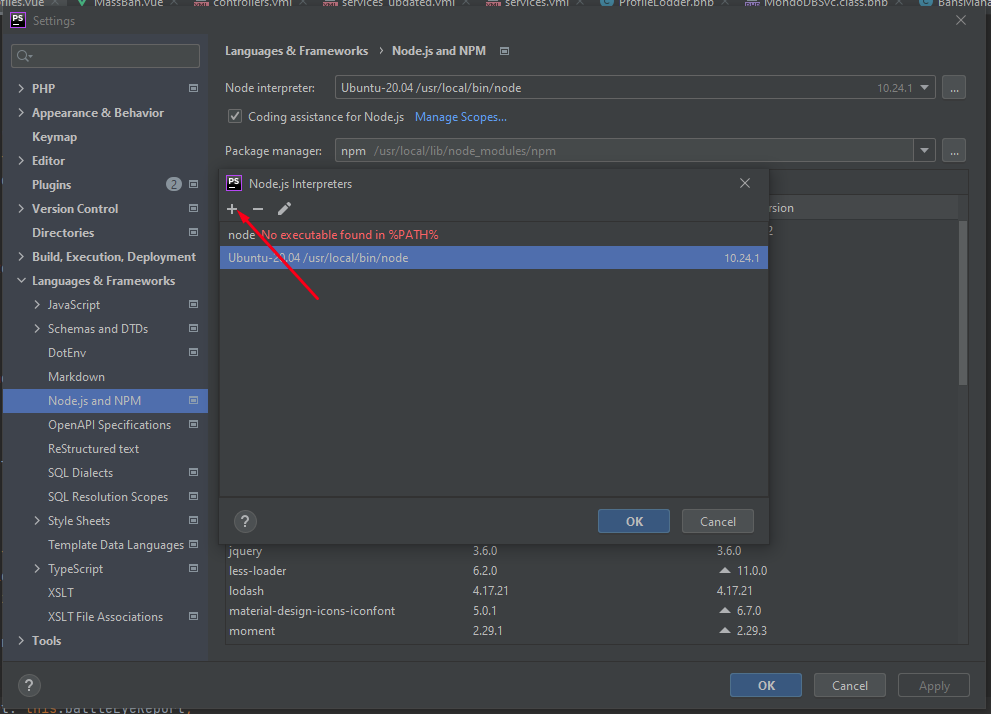 files.vue MassBan.vue controllers.yml services_updated.yml services.yml ProfileLogger.php MongoDBSvc.class.php BansMana
PS Settings
Languages & Frameworks › Node.js and NPM
Node interpreter: Ubuntu-20.04 /usr/local/bin/node 10.24.1 ...
Coding assistance for Node.js Manage Scopes...
Package manager: npm /usr/local/lib/node_modules/npm ...
PHP
Appearance & Behavior
Keymap
Editor
Plugins 2
Version Control
Directories
Build, Execution, Deployment
Languages & Frameworks
JavaScript
Schemas and DTDs
DotEnv
Markdown
Node.js and NPM
OpenAPI Specifications
ReStructured text
SQL Dialects
SQL Resolution Scopes
Style Sheets
Template Data Languages
TypeScript
XSLT
XSLT File Associations
Tools
PS Node.js Interpreters
rsion
2
node No executable found in %PATH%
Ubuntu-20.04 /usr/local/bin/node 10.24.1
? OK Cancel
jquery 3.6.0 3.6.0
less-loader 6.2.0 11.0.0
lodash 4.17.21 4.17.21
material-design-icons-iconfont 5.0.1 6.7.0
moment 2.29.1 2.29.3
? OK Cancel Apply
t: this.battleEyeReport,